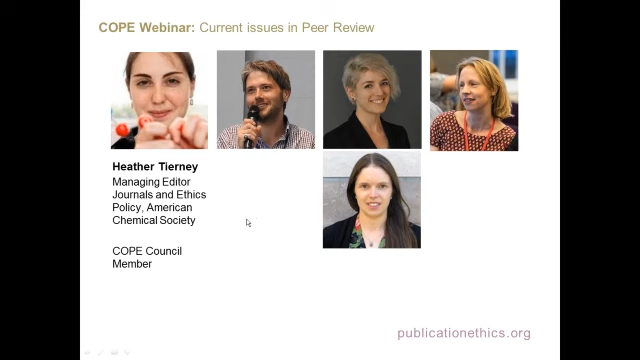 COPE Webinar: Current issues in Peer Review
Heather Tierney
Managing Editor
Journals and Ethics
Policy, American
Chemical Society
COPE Council
Member
publicationethics.org